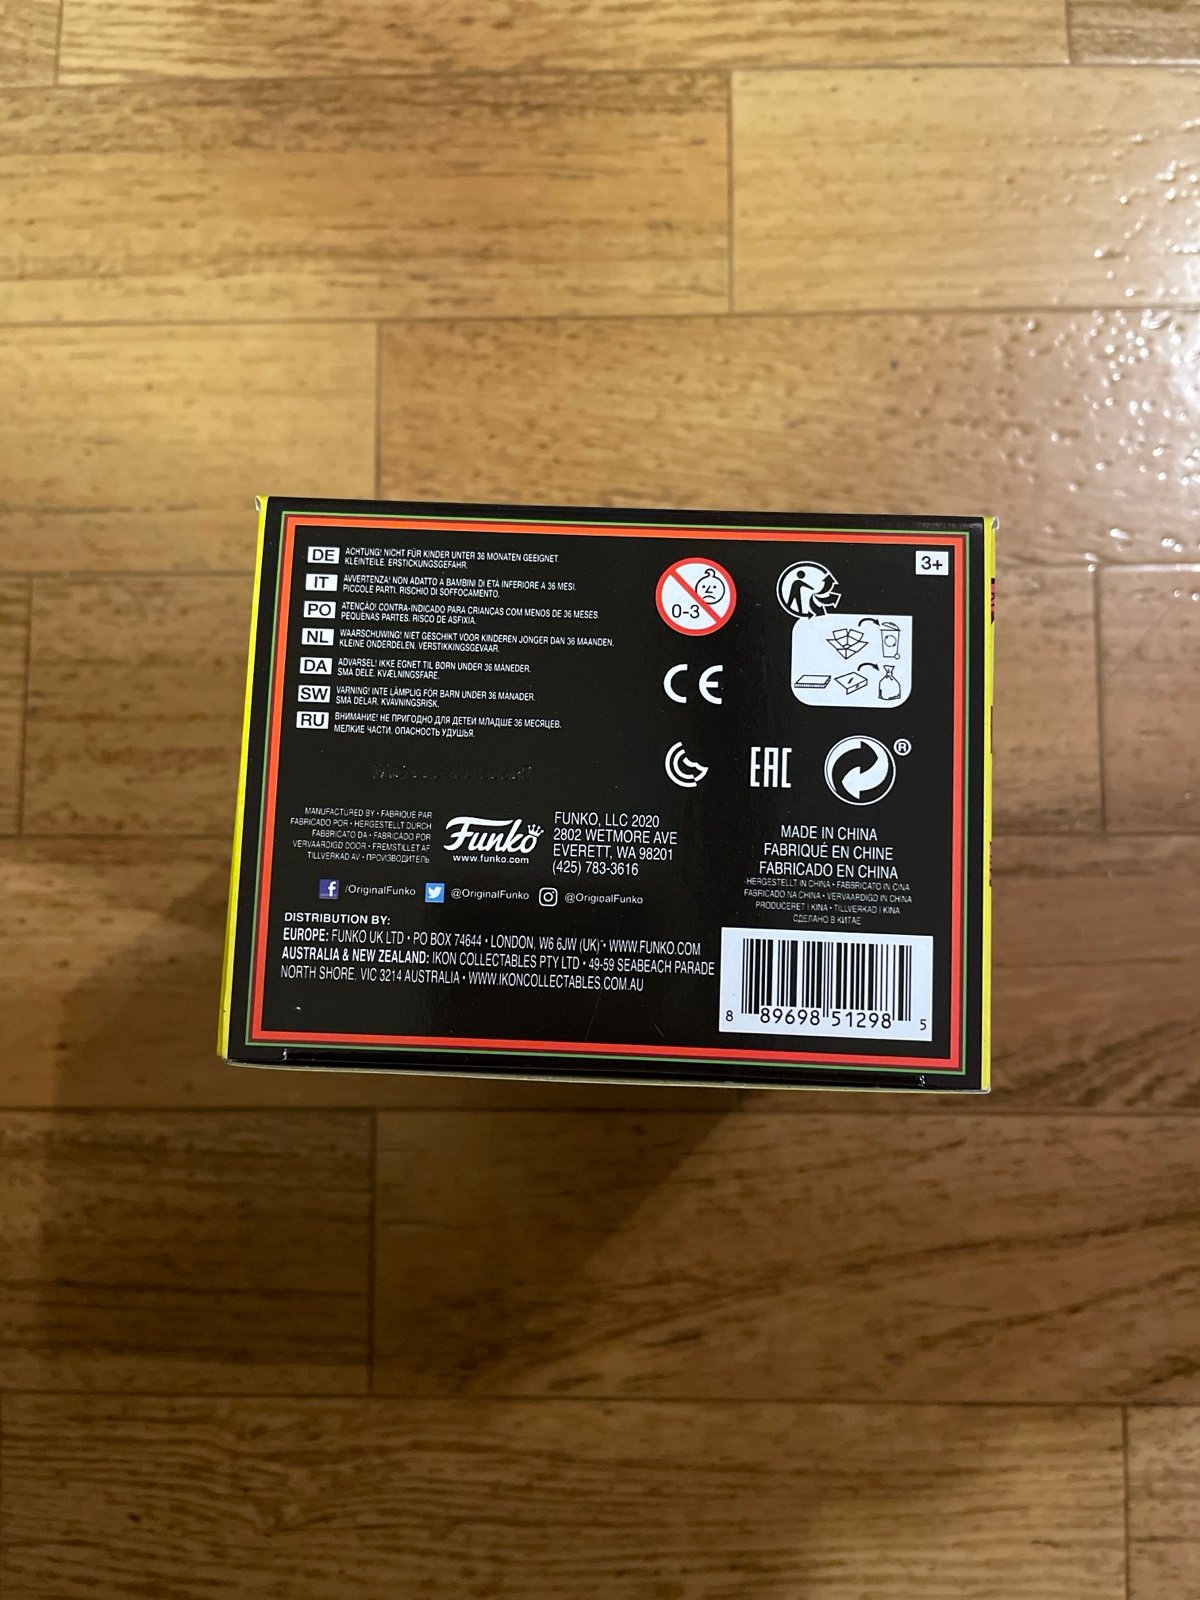 DE ACHTUNG! NICHT FÜR KINDER UNTER 36 MONATEN GEEIGNET.
KLEINTEILE. ERSTICKUNGSGEFAHR.
IT AVVERTENZA! NON ADATTO A BAMBINI DI ETÀ INFERIORE A 36 MESI.
PICCOLE PARTI. RISCHIO DI SOFFOCAMENTO.
PO ATENÇÃO! CONTRA-INDICADO PARA CRIANÇAS COM MENOS DE 36 MESES.
PEQUENAS PARTES. RISCO DE ASFIXIA.
NL WAARSCHUWING! NIET GESCHIKT VOOR KINDEREN JONGER DAN 36 MAANDEN.
KLEINE ONDERDELEN. VERSTIKKINGSGEVAAR.
DA ADVARSEL! IKKE EGNET TIL BØRN UNDER 36 MÅNEDER.
SMÅ DELE. KVÆLNINGSFARE.
SW VARNING! INTE LÄMPLIG FÖR BARN UNDER 36 MÅNADER.
SMÅ DELAR. KVÄVNINGSRISK.
RU ВНИМАНИЕ! НЕ ПРИГОДНО ДЛЯ ДЕТЕЙ МЛАДШЕ 36 МЕСЯЦЕВ.
МЕЛКИЕ ЧАСТИ. ОПАСНОСТЬ УДУШЬЯ.
0-3
3+
CE
EAC
®
MANUFACTURED BY • FABRIQUE PAR
FABRICADO POR • HERGESTELLT DURCH
FABBRICATO DA • FABRICADO POR
VERVAARDIGD DOOR • FREMSTILLET AF
TILLVERKAD AV • ПРОИЗВОДИТЕЛЬ
Funko
www.funko.com
FUNKO, LLC 2020
2802 WETMORE AVE
EVERETT, WA 98201
(425) 783-3616
MADE IN CHINA
FABRIQUÉ EN CHINE
FABRICADO EN CHINA
HERGESTELLT IN CHINA • FABBRICATO IN CINA
FABRICADO NA CHINA • VERVAARDIGD IN CHINA
PRODUCERET I KINA • TILLVERKAD I KINA
СДЕЛАНО В КИТАЕ
f /OriginalFunko @OriginalFunko @OriginalFunko
DISTRIBUTION BY:
EUROPE: FUNKO UK LTD • PO BOX 74644 • LONDON, W6 6JW (UK) • WWW.FUNKO.COM
AUSTRALIA & NEW ZEALAND: IKON COLLECTABLES PTY LTD • 49-59 SEABEACH PARADE
NORTH SHORE, VIC 3214 AUSTRALIA • WWW.IKONCOLLECTABLES.COM.AU
8 89698 51298 5